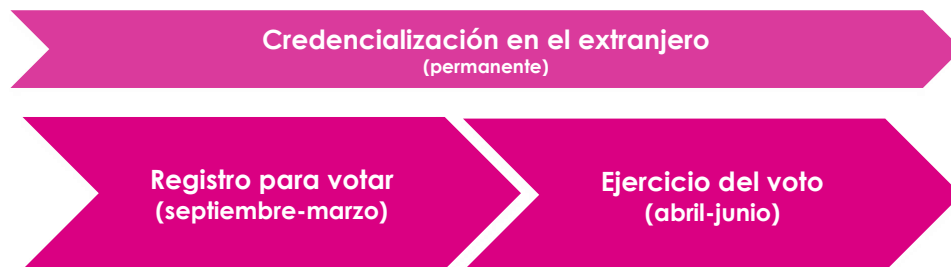 Credencialización en el extranjero
(permanente)
Registro para votar
(septiembre-marzo)
Ejercicio del voto
(abril-junio)